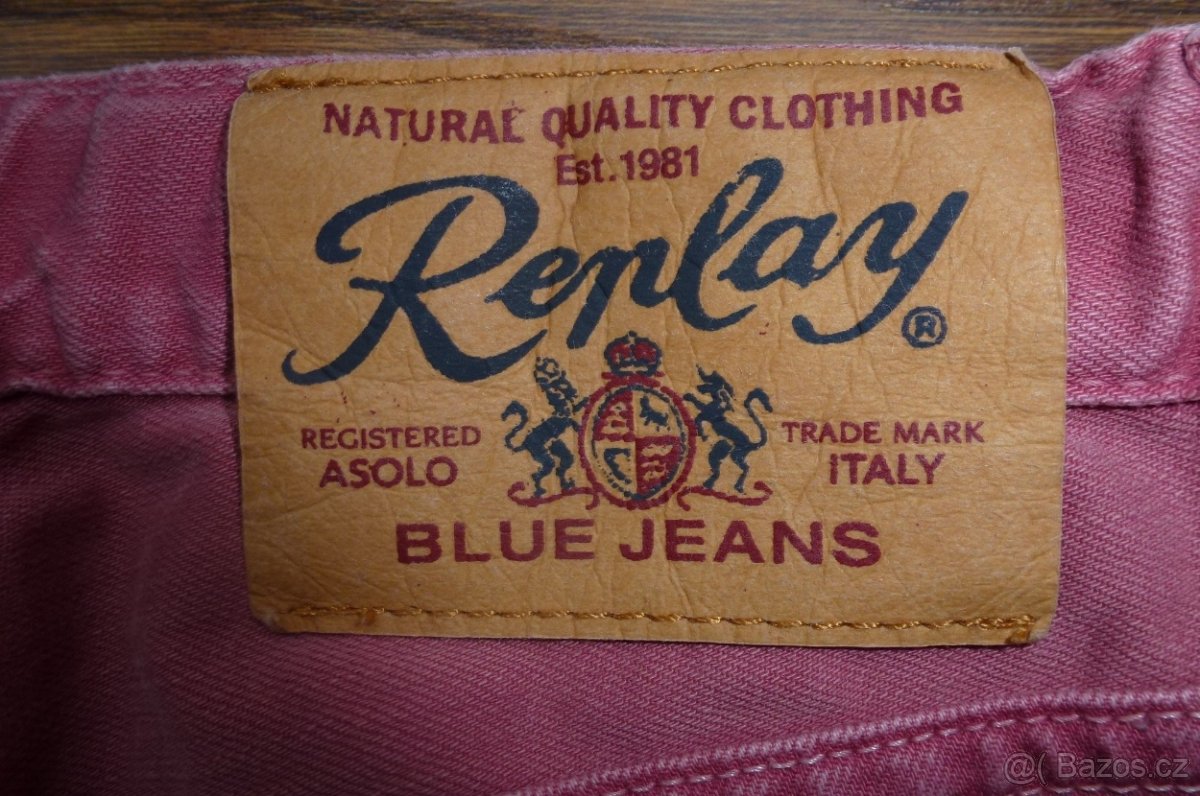 NATURAL QUALITY CLOTHING
Est.1981
Replay®
REGISTERED TRADE MARK
ASOLO ITALY
BLUE JEANS
@( Bazos.cz